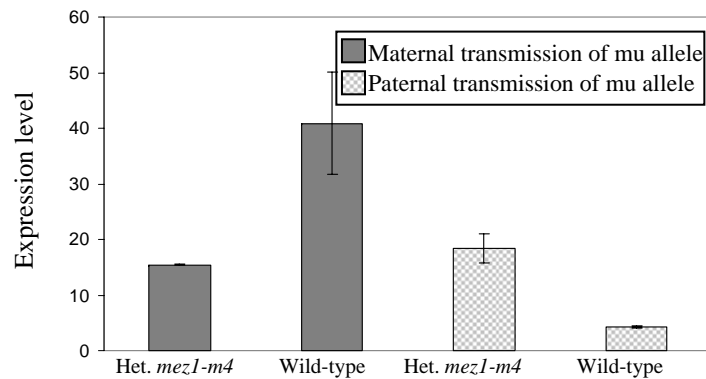 60
50
40
30
20
10
0
Expression level
Maternal transmission of mu allele
Paternal transmission of mu allele
Het. mez1-m4 Wild-type Het. mez1-m4 Wild-type